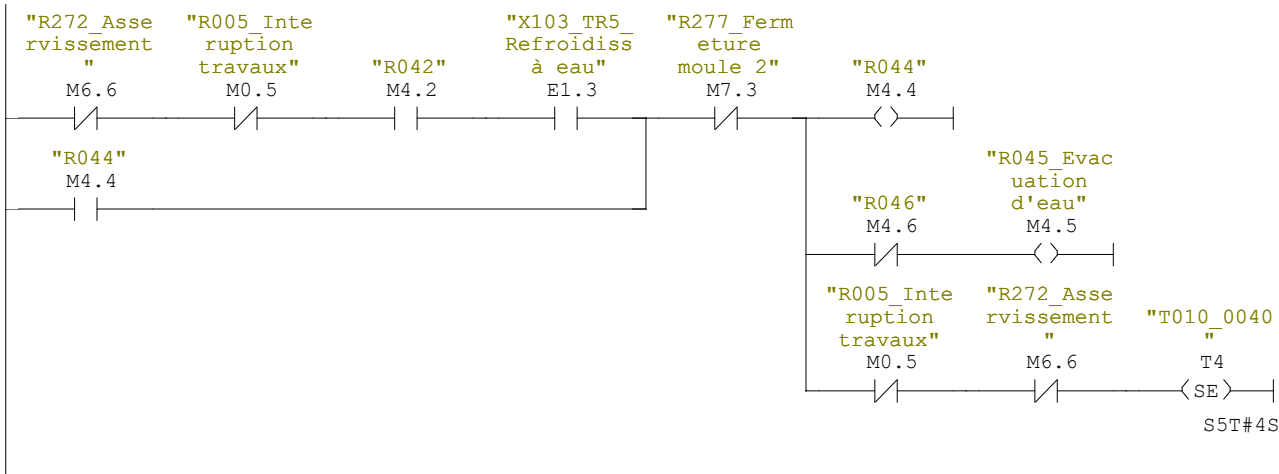 "R272_Asse
rvissement
"
M6.6
"R005_Inte
ruption
travaux"
M0.5
"R042"
M4.2
"X103_TR5_
Refroidiss
à eau"
E1.3
"R277_Ferm
eture
moule 2"
M7.3
"R044"
M4.4
"R044"
M4.4
"R046"
M4.6
"R045_Evac
uation
d'eau"
M4.5
"R005_Inte
ruption
travaux"
M0.5
"R272_Asse
rvissement
"
M6.6
"T010_0040
"
T4
SE
S5T#4S